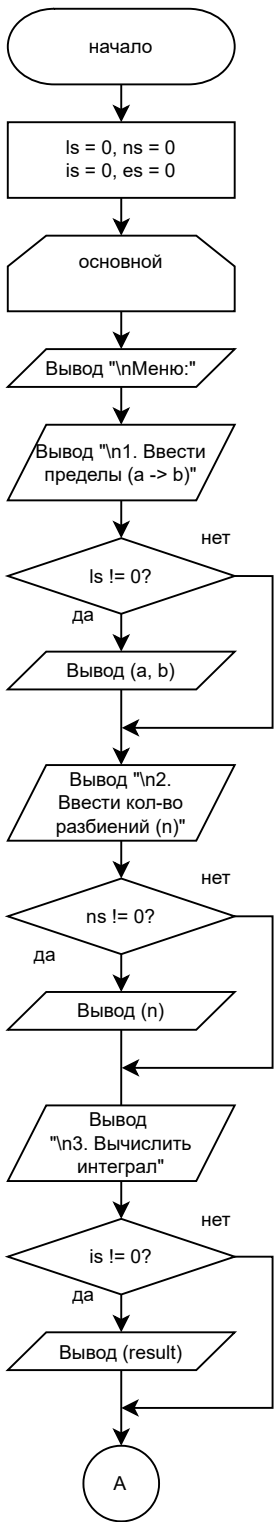 начало
ls = 0, ns = 0
is = 0, es = 0
основной
Вывод "\nМеню:"
Вывод "\n1. Ввести
пределы (a -> b)"
нет
ls != 0?
да
Вывод (a, b)
Вывод "\n2.
Ввести кол-во
разбиений (n)"
нет
ns != 0?
да
Вывод (n)
Вывод
"\n3. Вычислить
интеграл"
нет
is != 0?
да
Вывод (result)
A